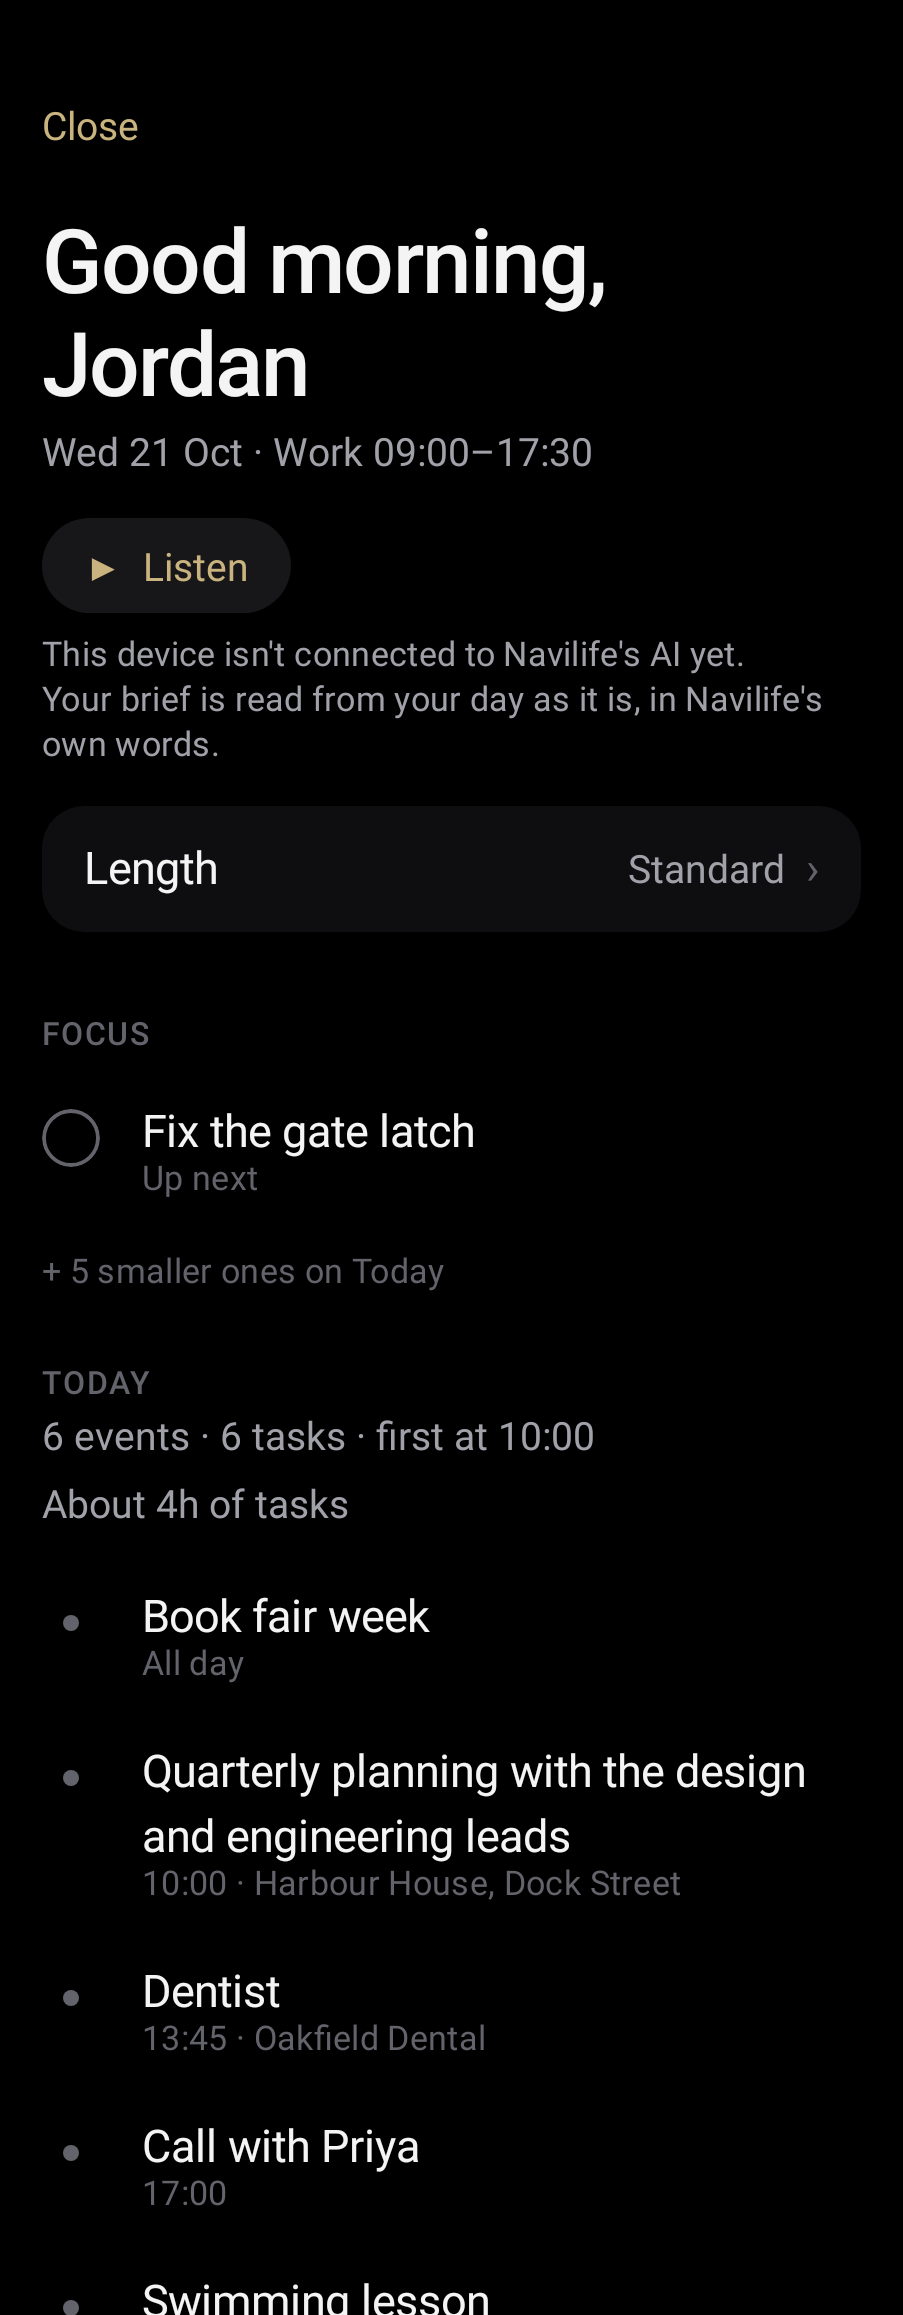 Close
Good morning,
Jordan
Wed 21 Oct · Work 09:00–17:30
▶ Listen
This device isn't connected to Navilife's AI yet.
Your brief is read from your day as it is, in Navilife's
own words.
Length Standard ›
FOCUS
Fix the gate latch
Up next
+ 5 smaller ones on Today
TODAY
6 events · 6 tasks · first at 10:00
About 4h of tasks
Book fair week
All day
Quarterly planning with the design
and engineering leads
10:00 · Harbour House, Dock Street
Dentist
13:45 · Oakfield Dental
Call with Priya
17:00
Swimming lesson